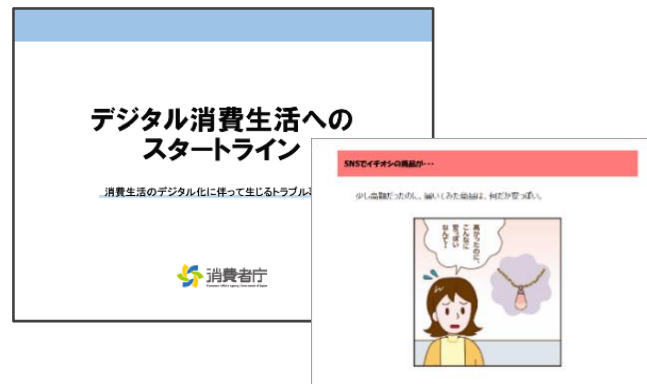 デジタル消費生活への
スタートライン
消費生活のデジタル化に伴って生じるトラブル
消費者庁
SNSでイチオシの商品が・・・
少し高額だったのに、届いてみた商品は、何だか安っぽい。
高かったのに、
こんなに
安っぽい
なんて!